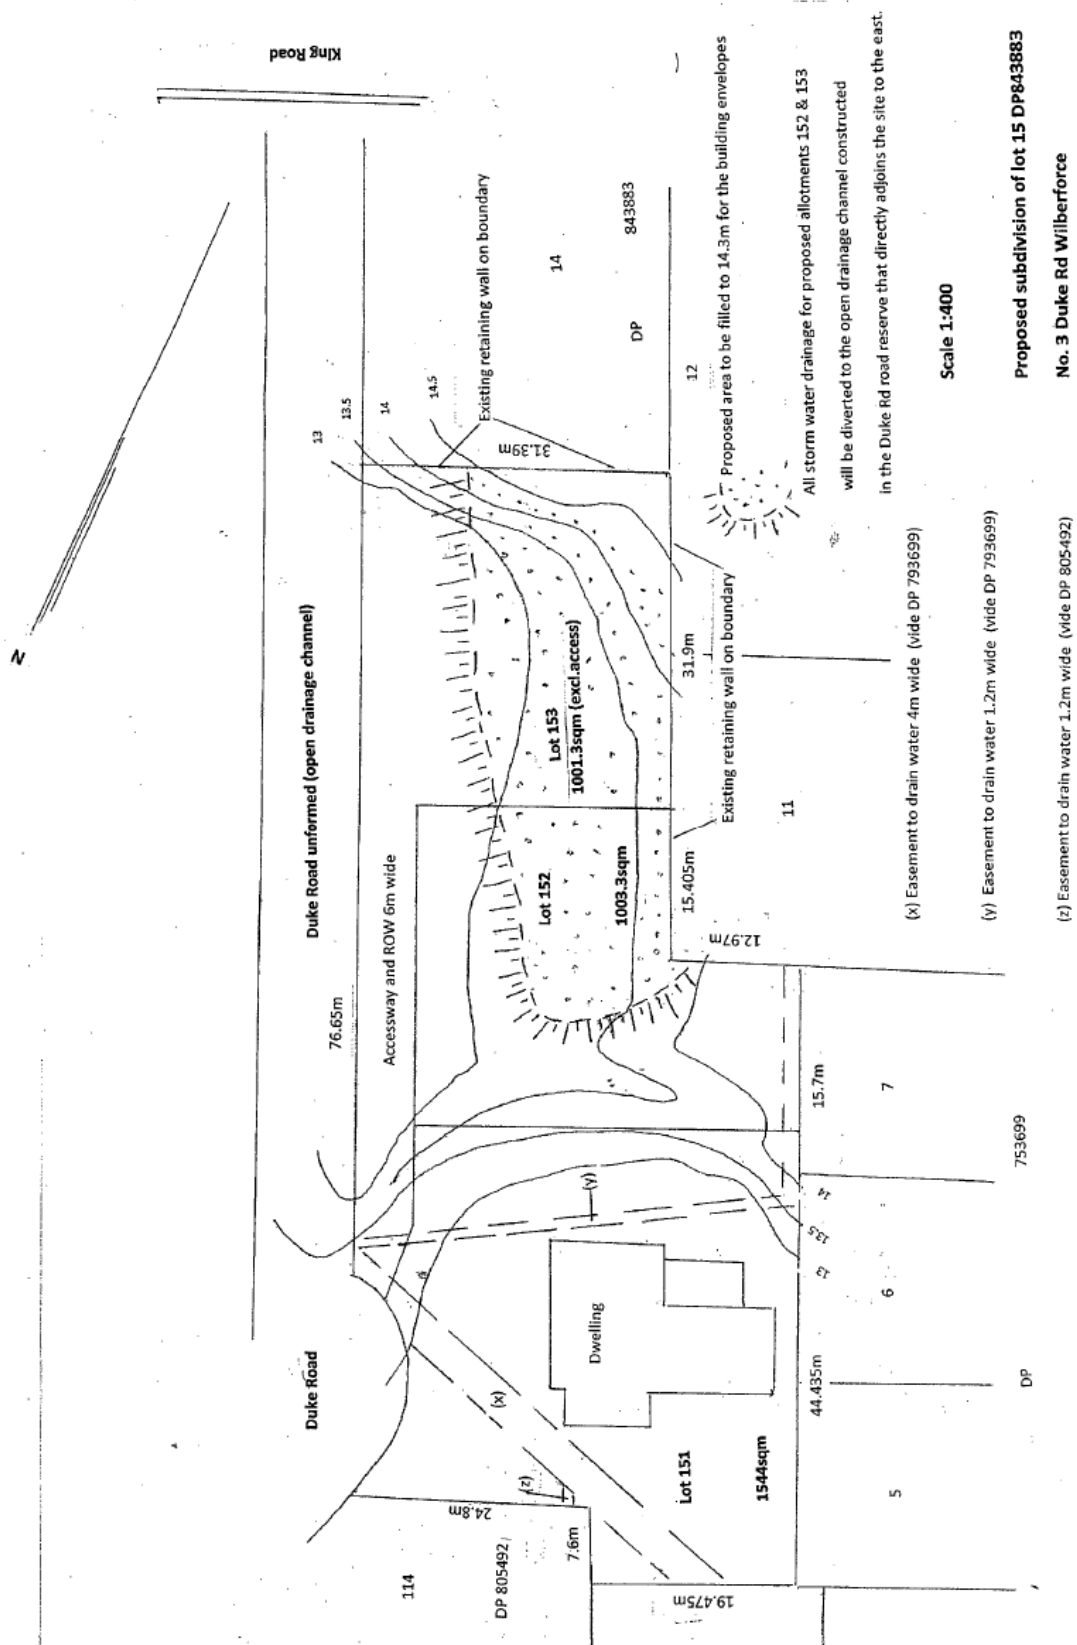 King Road
N
Duke Road unformed (open drainage channel)
76.65m
Accessway and ROW 6m wide
Duke Road
13
13.5
14
14.5
Existing retaining wall on boundary
31.39m
14
DP 843883
12
Lot 153
1001.3sqm (excl.access)
Lot 152
1003.3sqm
31.9m
15.405m
Existing retaining wall on boundary
11
12.97m
15.7m
7
753699
DP
(y)
14
13.5
13
6
Dwelling
44.435m
(x)
(z)
Lot 151
1544sqm
5
24.8m
7.6m
19.475m
114
DP 805492
Proposed area to be filled to 14.3m for the building envelopes
All storm water drainage for proposed allotments 152 & 153
will be diverted to the open drainage channel constructed
in the Duke Rd road reserve that directly adjoins the site to the east.
(x) Easement to drain water 4m wide (vide DP 793699)
(y) Easement to drain water 1.2m wide (vide DP 793699)
(z) Easement to drain water 1.2m wide (vide DP 805492)
Scale 1:400
Proposed subdivision of lot 15 DP843883
No. 3 Duke Rd Wilberforce